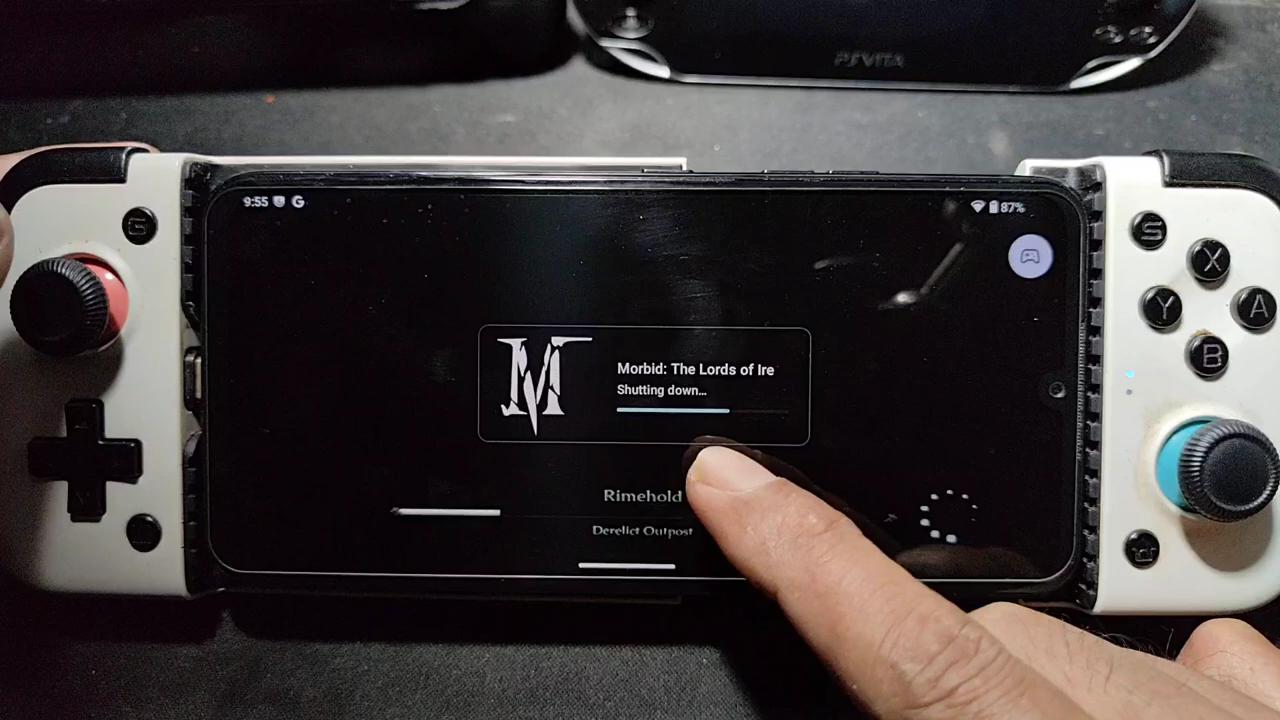 PSVITA
9:55 G
87%
G
S
X
Y
A
B
M
Morbid: The Lords of Ire
Shutting down…
Rimehold
Derelict Outpost